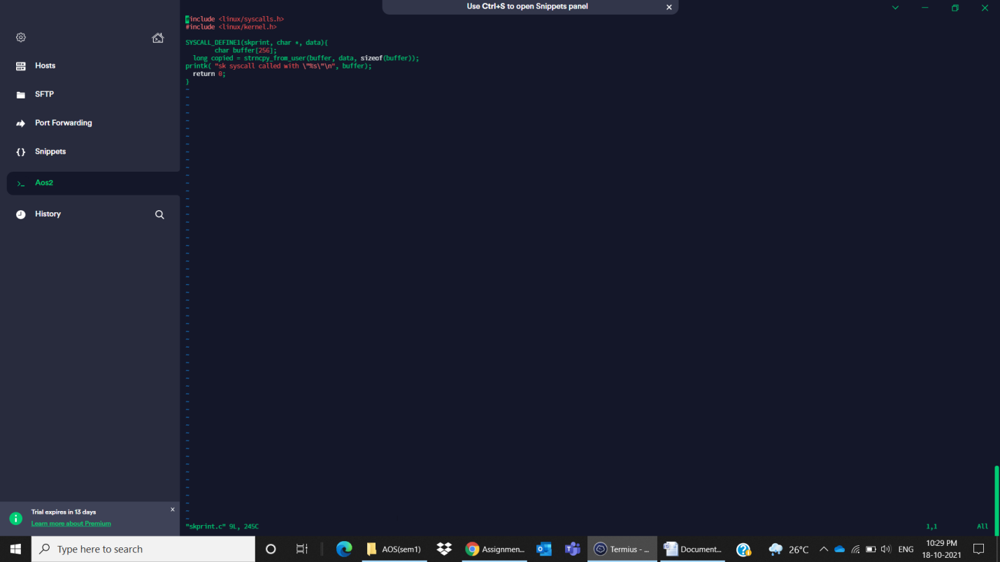 Use Ctrl+S to open Snippets panel
Hosts
SFTP
Port Forwarding
{} Snippets
>_ Aos2
History
#include <linux/syscalls.h>
#include <linux/kernel.h>
SYSCALL_DEFINE1(skprint, char *, data){
char buffer[256];
long copied = strncpy_from_user(buffer, data, sizeof(buffer));
printk( "sk syscall called with \"%s\"\n", buffer);
return 0;
}
"skprint.c" 9L, 245C
1,1
All
Trial expires in 13 days
Learn more about Premium
Type here to search
AOS(sem1)
Assignmen...
Termius - ...
Document...
26°C
ENG
10:29 PM
18-10-2021